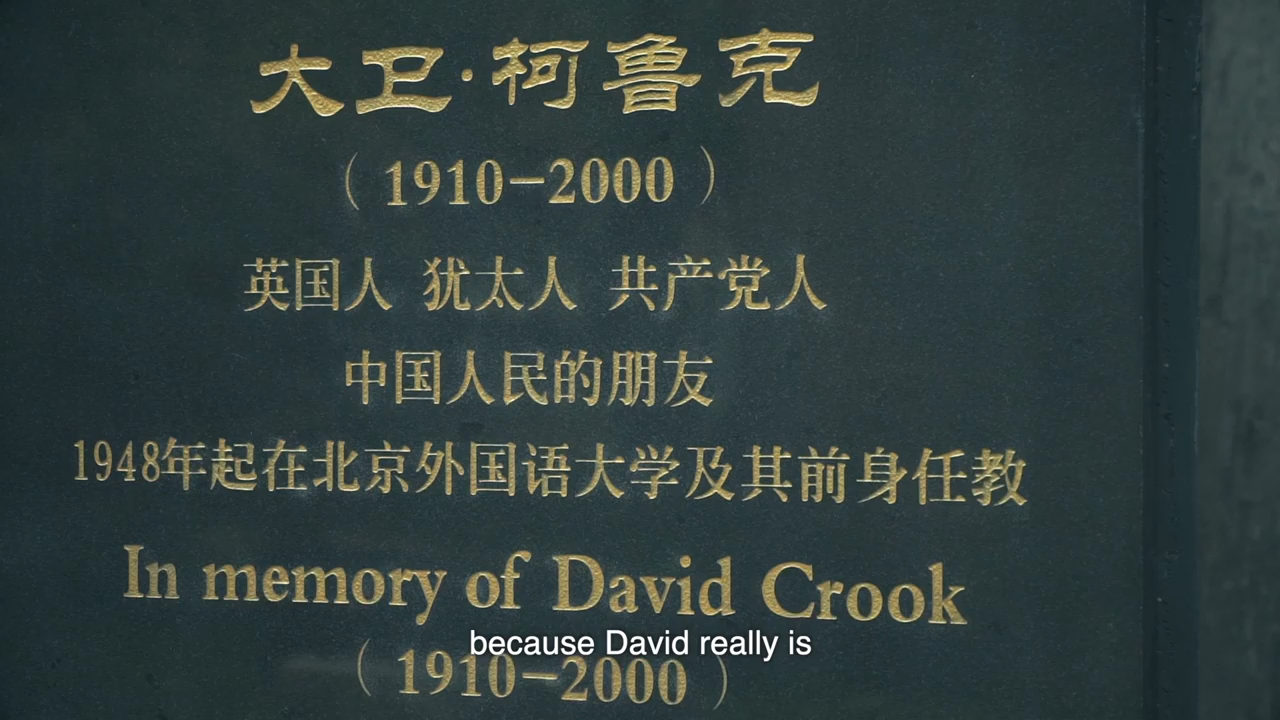 大卫·柯鲁克
（1910-2000）
英国人 犹太人 共产党人
中国人民的朋友
1948年起在北京外国语大学及其前身任教
In memory of David Crook
because David really is
（1910-2000）